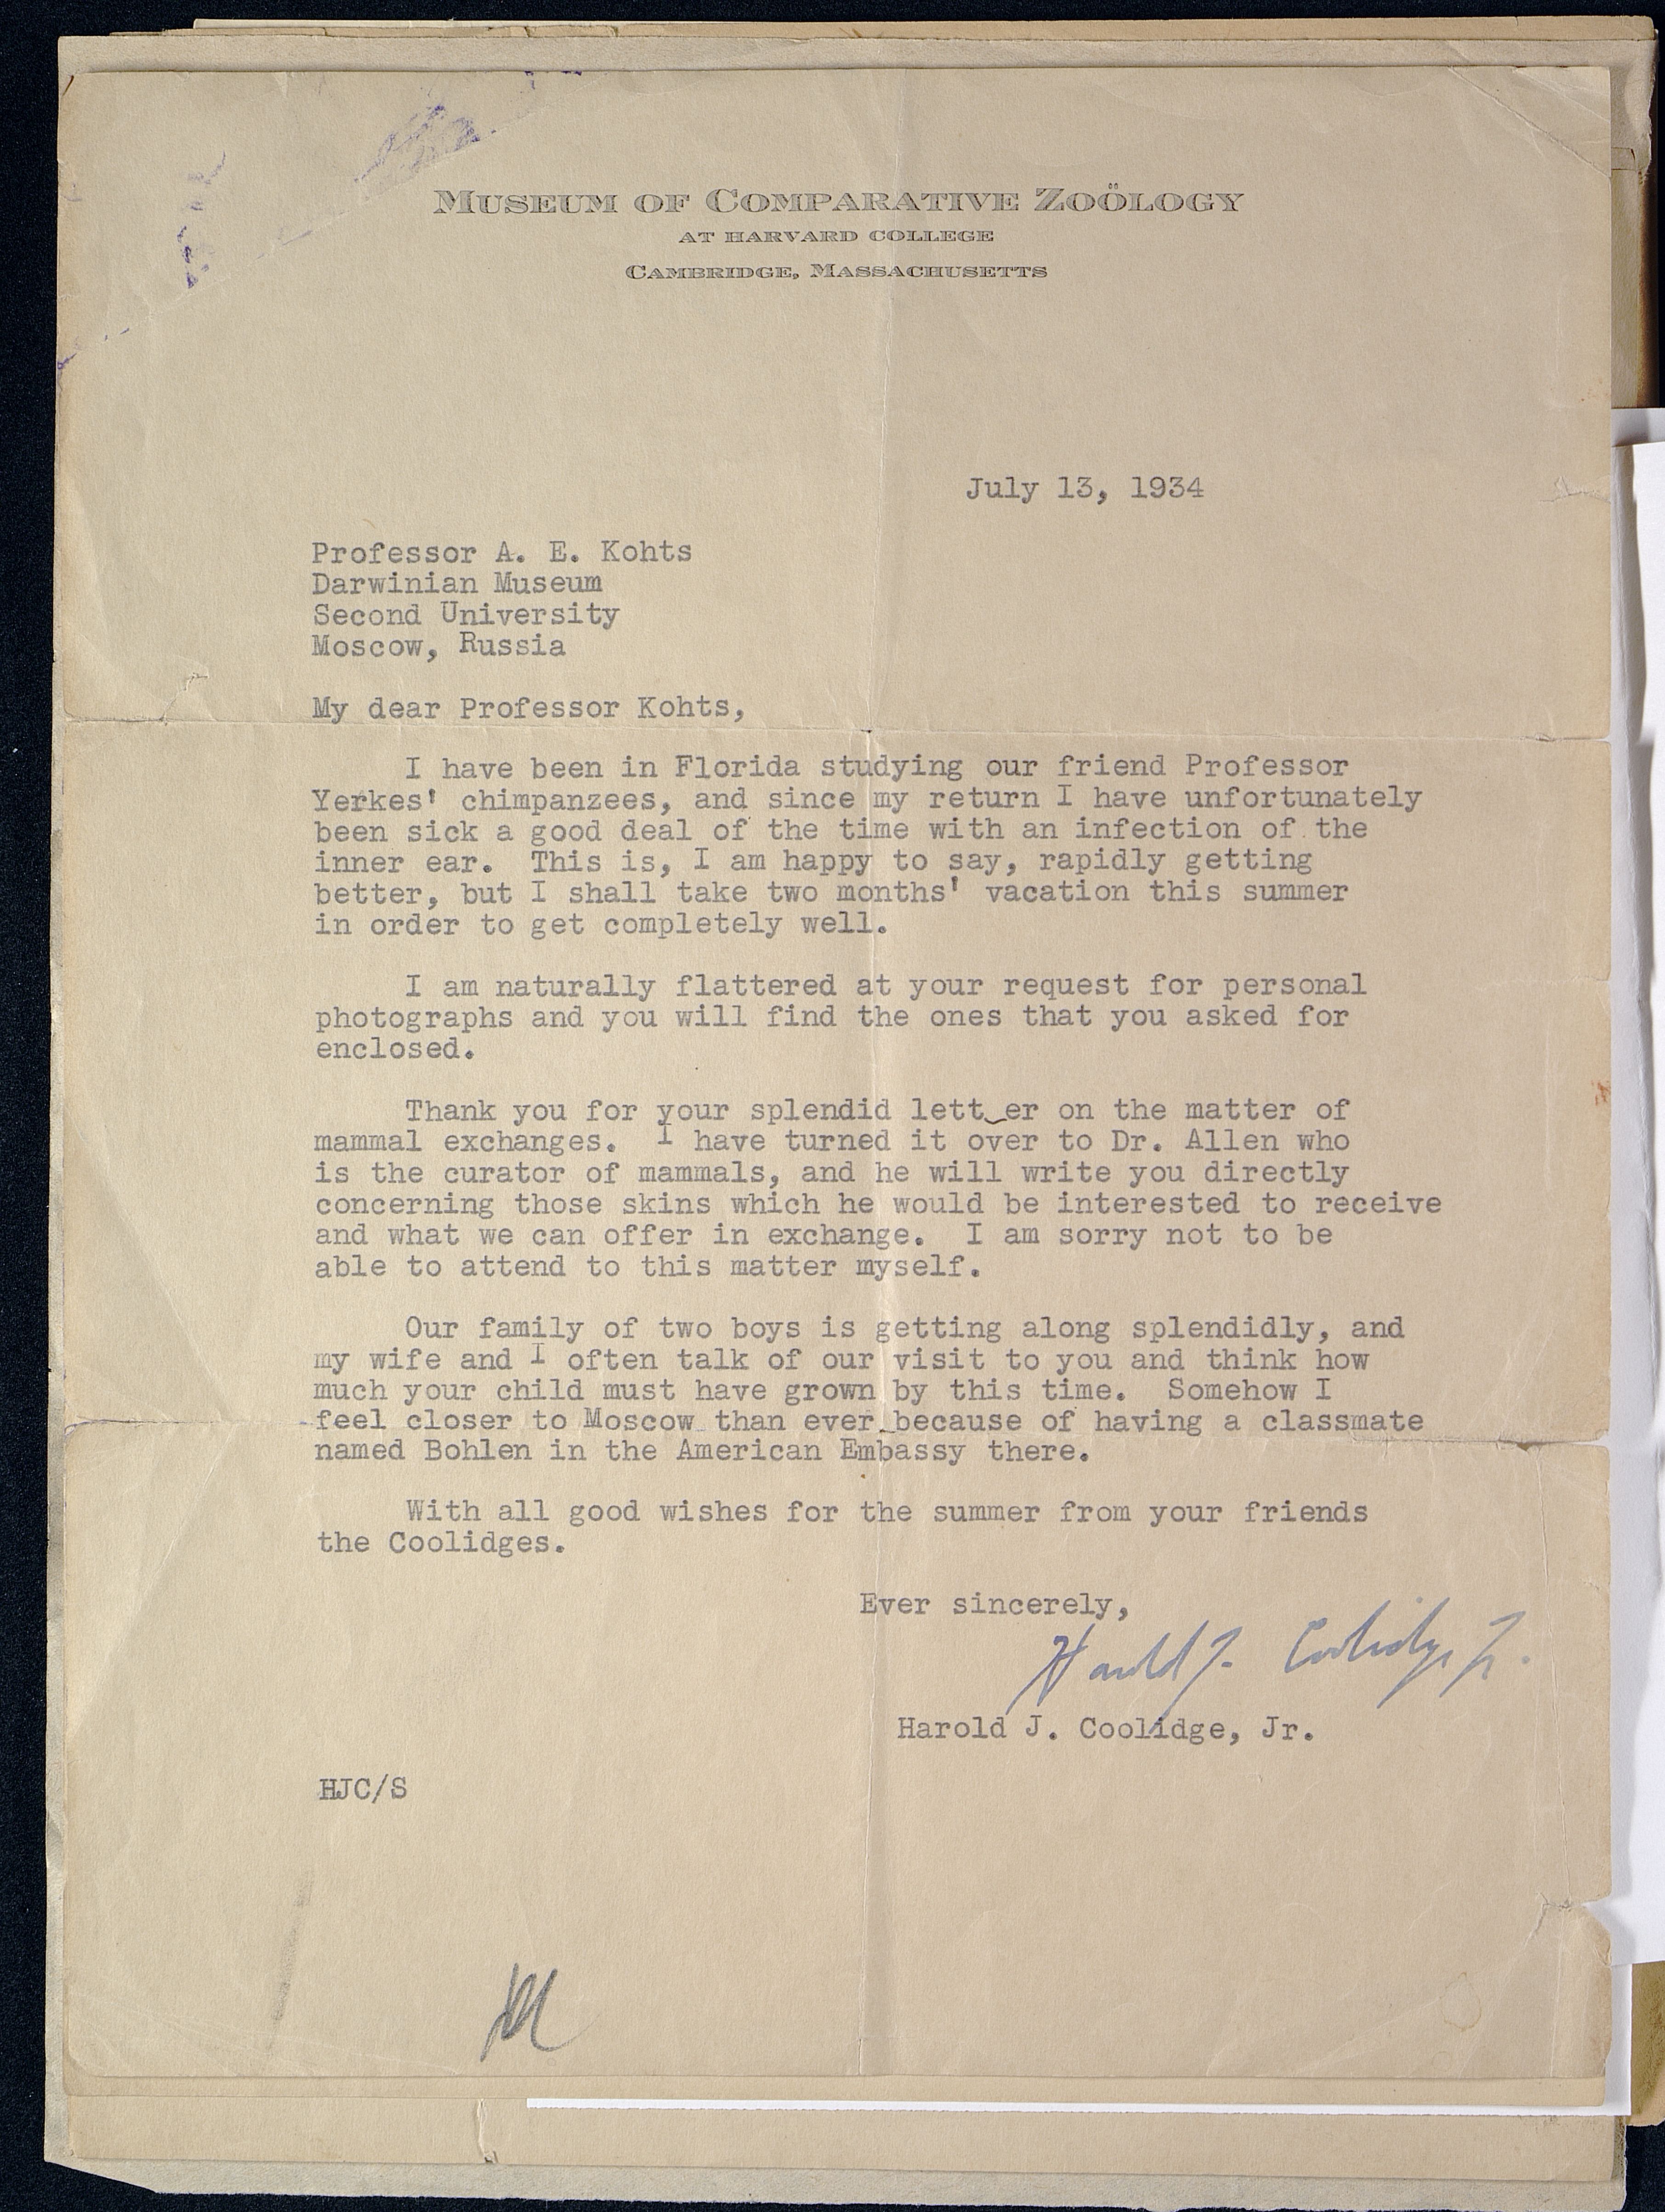 MUSEUM OF COMPARATIVE ZOÖLOGY
AT HARVARD COLLEGE
CAMBRIDGE, MASSACHUSETTS
July 13, 1934
Professor A. E. Kohts
Darwinian Museum
Second University
Moscow, Russia
My dear Professor Kohts,
I have been in Florida studying our friend Professor
Yerkes' chimpanzees, and since my return I have unfortunately
been sick a good deal of the time with an infection of the
inner ear. This is, I am happy to say, rapidly getting
better, but I shall take two months' vacation this summer
in order to get completely well.
I am naturally flattered at your request for personal
photographs and you will find the ones that you asked for
enclosed.
Thank you for your splendid lett er on the matter of
mammal exchanges. I have turned it over to Dr. Allen who
is the curator of mammals, and he will write you directly
concerning those skins which he would be interested to receive
and what we can offer in exchange. I am sorry not to be
able to attend to this matter myself.
Our family of two boys is getting along splendidly, and
my wife and I often talk of our visit to you and think how
much your child must have grown by this time. Somehow I
feel closer to Moscow than ever because of having a classmate
named Bohlen in the American Embassy there.
With all good wishes for the summer from your friends
the Coolidges.
Ever sincerely,
Harold J. Coolidge Jr.
Harold J. Coolidge, Jr.
HJC/S